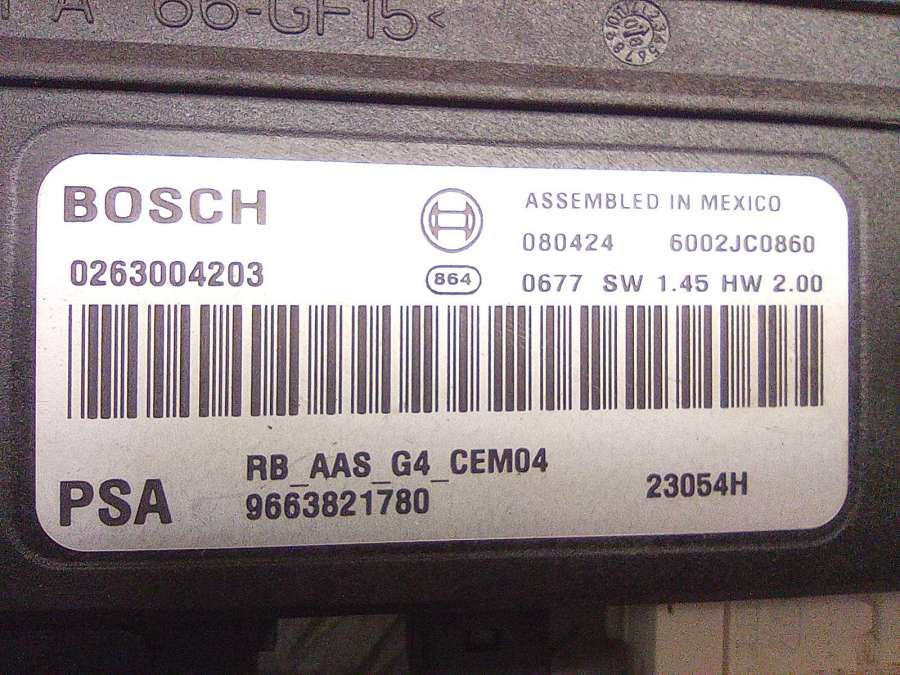 PA 66-GF15<
BOSCH
ASSEMBLED IN MEXICO
080424 6002JC0860
0263004203
864
0677 SW 1.45 HW 2.00
RB_AAS_G4_CEM04
PSA
9663821780
23054H